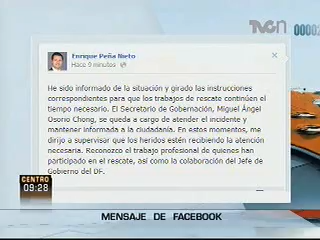 TVCn
0000
Enrique Peña Nieto
Hace 9 minutos
He sido informado de la situación y girado las instrucciones
correspondientes para que los trabajos de rescate continúen el
tiempo necesario. El Secretario de Gobernación, Miguel Ángel
Osorio Chong, se queda a cargo de atender el incidente y
mantener informada a la ciudadanía. En estos momentos, me
dirijo a supervisar que los heridos estén recibiendo la atención
necesaria. Reconozco el trabajo profesional de quienes han
participado en el rescate, así como la colaboración del Jefe de
Gobierno del DF.
CENTRO
09:28
MENSAJE DE FACEBOOK